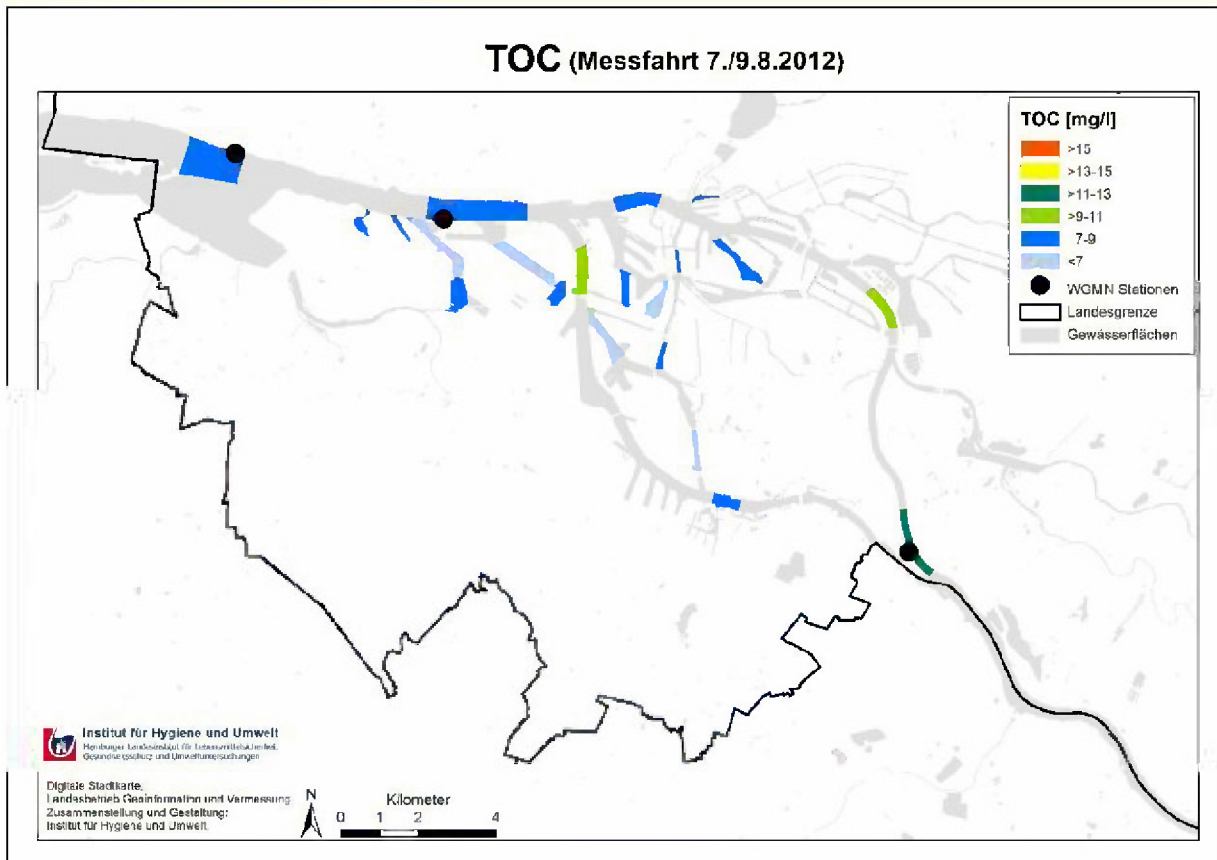 TOC (Messfahrt 7./9.8.2012)
TOC [mg/l]
>15
>13-15
>11-13
>9-11
7-9
<7
WGMN Stationen
Landesgrenze
Gewässerflächen
Institut für Hygiene und Umwelt
Hamburger Landesinstitut für Lebensmittelsicherheit,
Gesundheitsschutz und Umweltuntersuchungen
Digitale Stadtkarte,
Landesbetrieb Geoinformation und Vermessung
Zusammenstellung und Gestaltung:
Institut für Hygiene und Umwelt
N
Kilometer
0 1 2 4